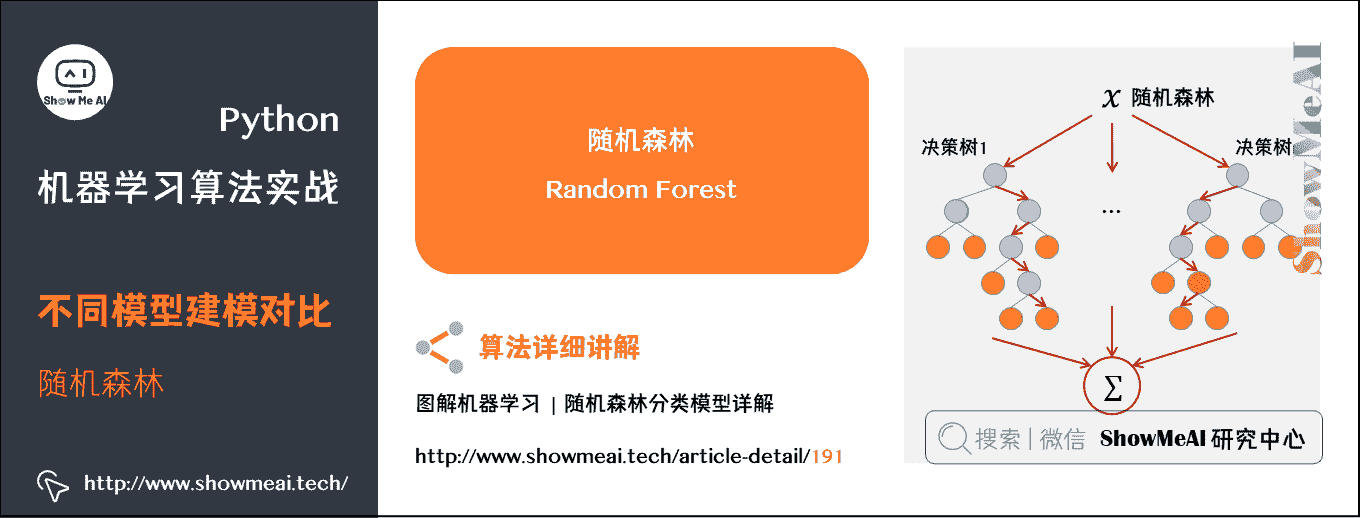 Show Me AI
Python
机器学习算法实战
不同模型建模对比
随机森林
http://www.showmeai.tech/
随机森林
Random Forest
算法详细讲解
图解机器学习 | 随机森林分类模型详解
http://www.showmeai.tech/article-detail/191
x 随机森林
决策树1
决策树
...
∑
ShowMeAI
搜索 | 微信 ShowMeAI 研究中心